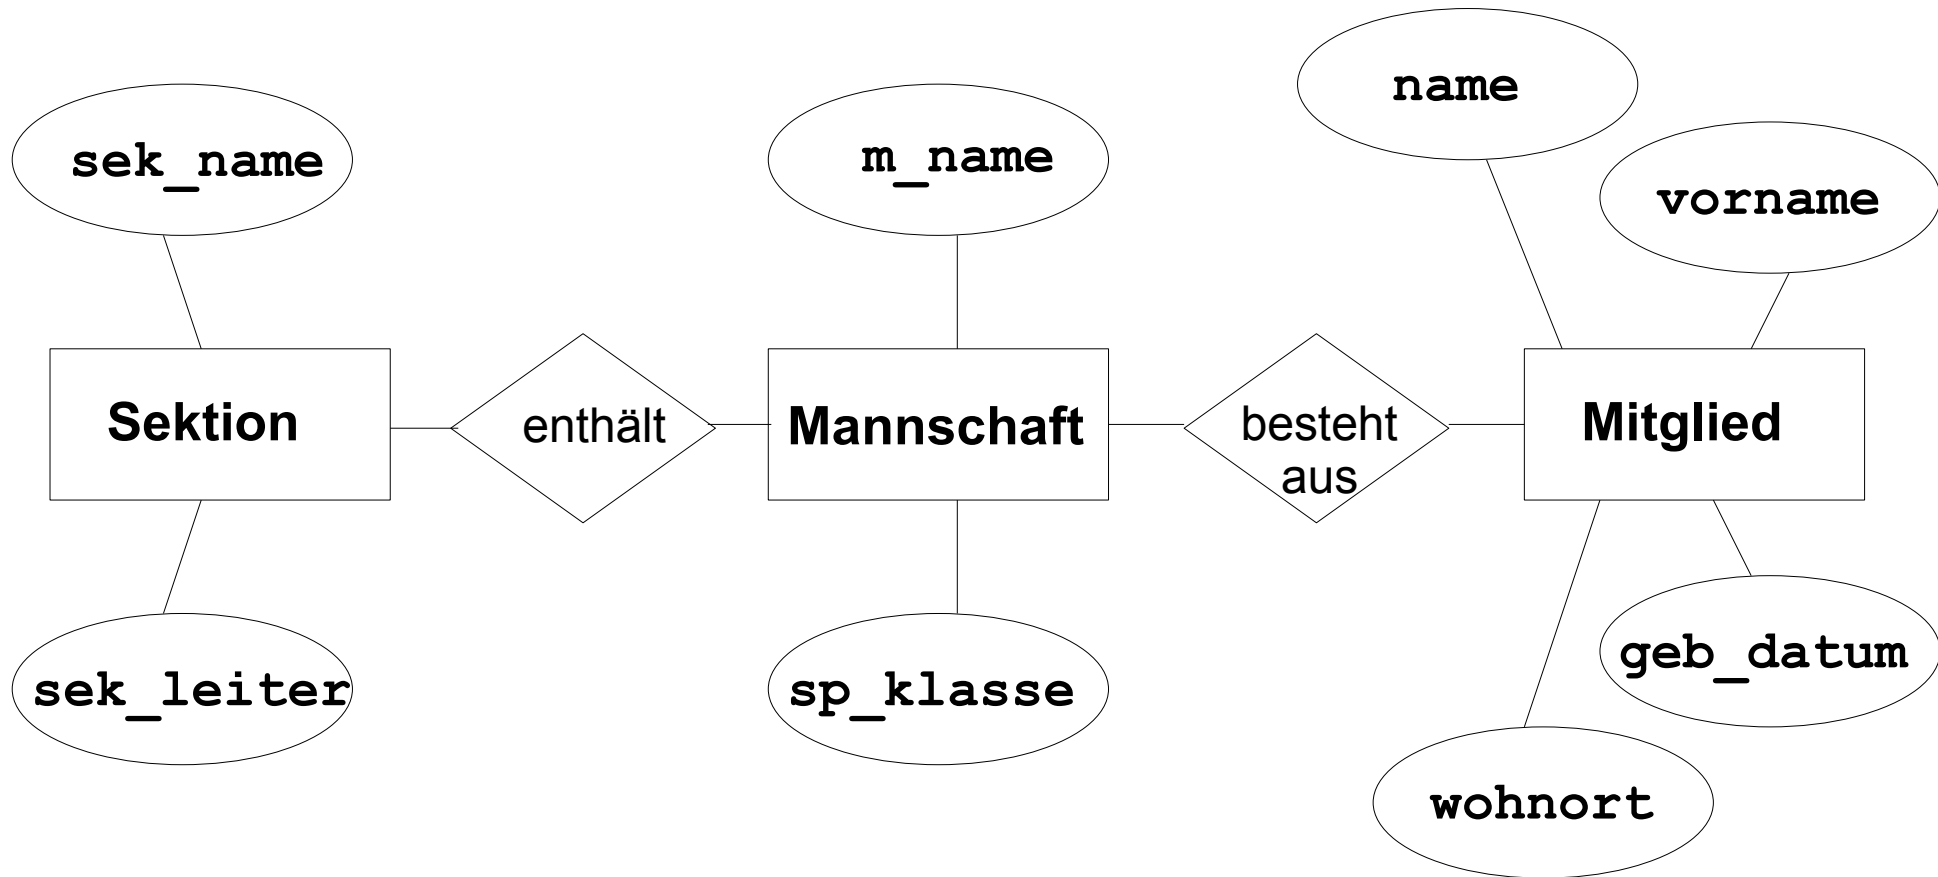 name
sek_name
m_name
vorname
Sektion
enthält
Mannschaft
besteht
aus
Mitglied
sek_leiter
sp_klasse
geb_datum
wohnort